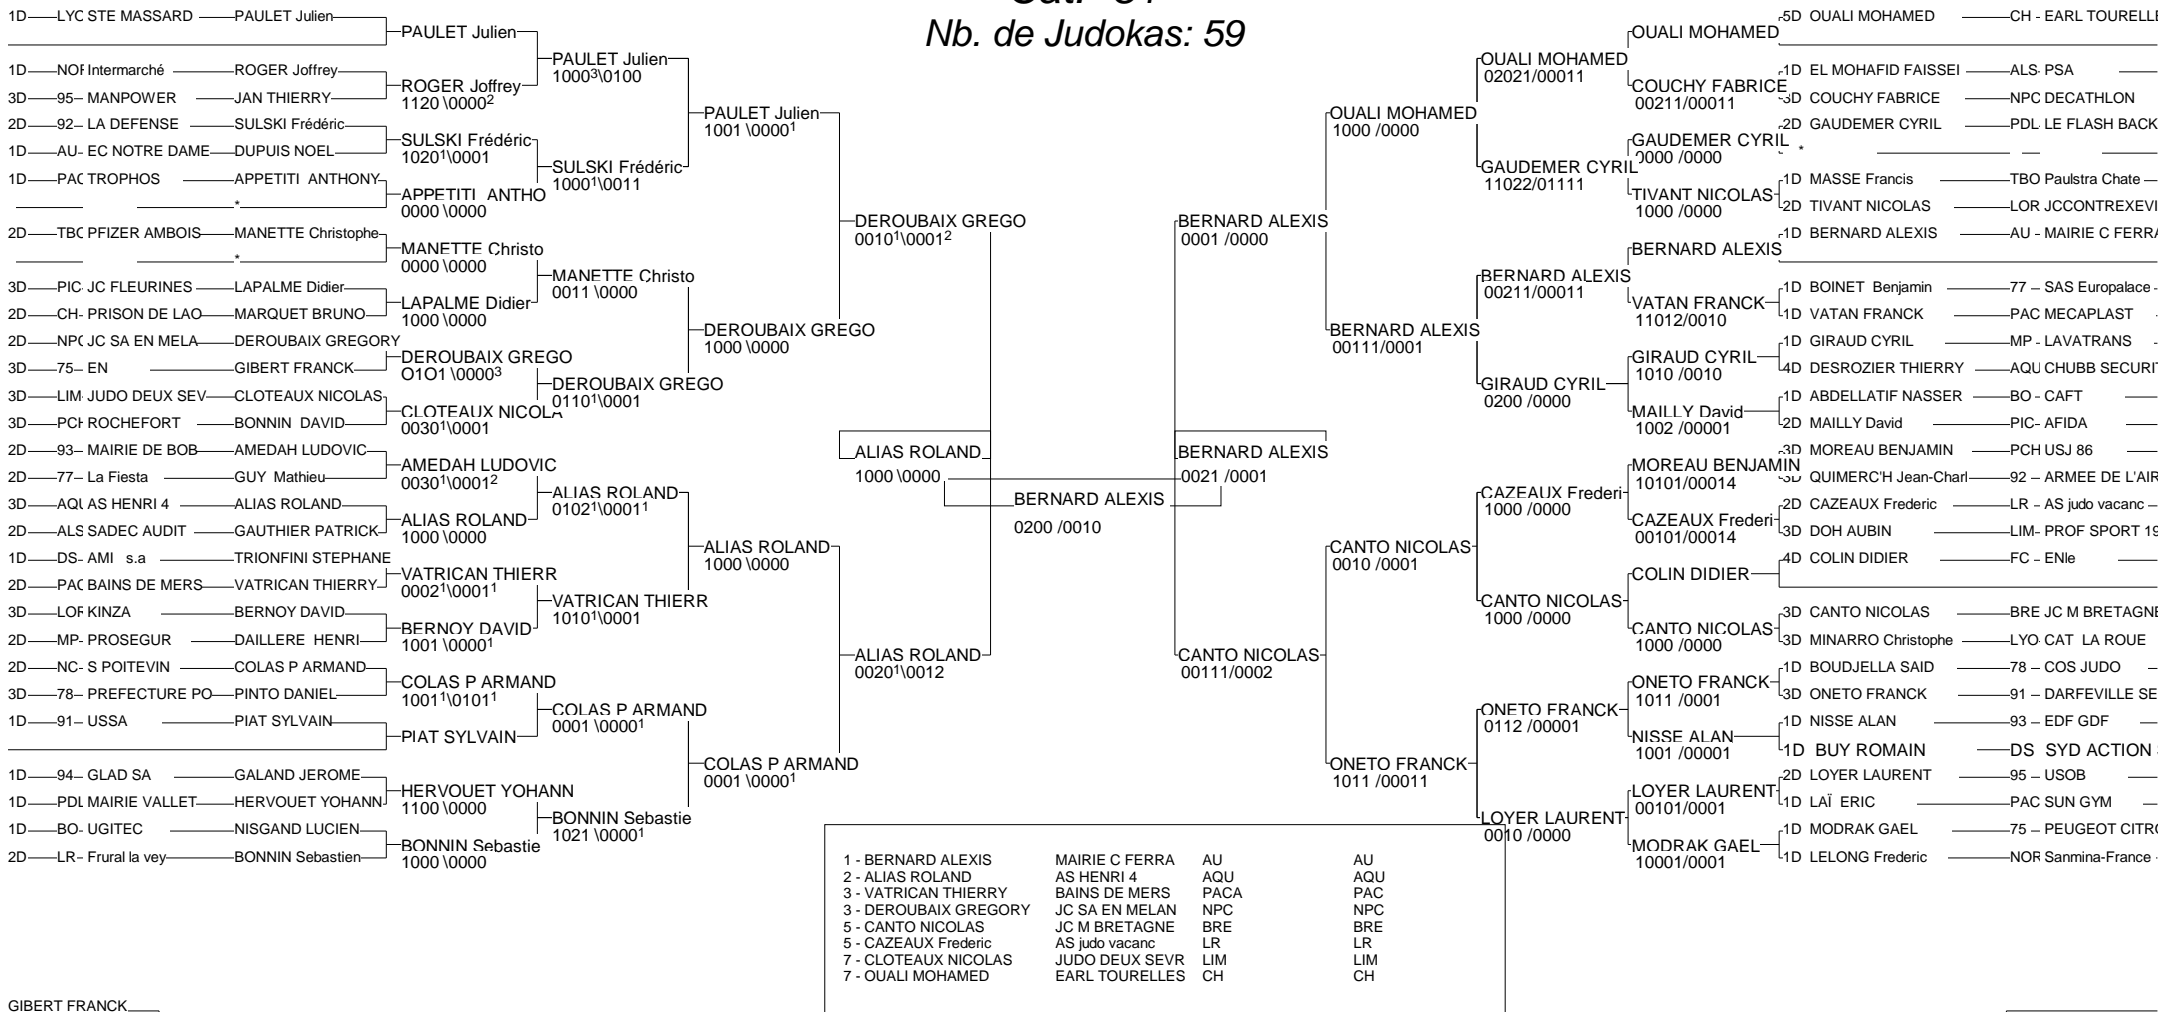 Nb. de Judokas: 59
1D LYC STE MASSARD PAULET Julien
1D NOR Intermarché ROGER Joffrey
3D 95 MANPOWER JAN THIERRY
2D 92 LA DEFENSE SULSKI Frédéric
1D AU EC NOTRE DAME DUPUIS NOEL
1D PAC TROPHOS APPETITI ANTHONY
*
2D TBO PFIZER AMBOIS MANETTE Christophe
*
3D PIC JC FLEURINES LAPALME Didier
2D CH PRISON DE LAO MARQUET BRUNO
2D NPC JC SA EN MELA DEROUBAIX GREGORY
3D 75 EN GIBERT FRANCK
3D LIM JUDO DEUX SEV CLOTEAUX NICOLAS
3D PCH ROCHEFORT BONNIN DAVID
2D 93 MAIRIE DE BOB AMEDAH LUDOVIC
2D 77 La Fiesta GUY Mathieu
3D AQU AS HENRI 4 ALIAS ROLAND
2D ALS SADEC AUDIT GAUTHIER PATRICK
1D DS AMI s.a TRIONFINI STEPHANE
2D PAC BAINS DE MERS VATRICAN THIERRY
3D LOR KINZA BERNOY DAVID
2D MP PROSEGUR DAILLERE HENRI
2D NC S POITEVIN COLAS P ARMAND
3D 78 PREFECTURE PO PINTO DANIEL
1D 91 USSA PIAT SYLVAIN
1D 94 GLAD SA GALAND JEROME
1D PDL MAIRIE VALLET HERVOUET YOHANN
1D BO UGITEC NISGAND LUCIEN
2D LR Frural la vey BONNIN Sebastien
PAULET Julien
ROGER Joffrey
1120 \0000²
SULSKI Frédéric
1020¹\0001
APPETITI ANTHO
0000 \0000
MANETTE Christo
0000 \0000
LAPALME Didier
1000 \0000
DEROUBAIX GREGO
O1O1 \0000³
CLOTEAUX NICOLA
0030¹\0001
AMEDAH LUDOVIC
0030¹\0001²
ALIAS ROLAND
1000 \0000
VATRICAN THIERR
0002¹\0001¹
BERNOY DAVID
1001 \0000¹
COLAS P ARMAND
1001¹\0101¹
PIAT SYLVAIN
HERVOUET YOHANN
1100 \0000
BONNIN Sebastie
1000 \0000
PAULET Julien
1000³\0100
SULSKI Frédéric
1000¹\0011
MANETTE Christo
0011 \0000
DEROUBAIX GREGO
0110¹\0001
ALIAS ROLAND
0102¹\0001¹
VATRICAN THIERR
1010¹\0001
COLAS P ARMAND
0001 \0000¹
BONNIN Sebastie
1021 \0000¹
PAULET Julien
1001 \0000¹
DEROUBAIX GREGO
1000 \0000
ALIAS ROLAND
1000 \0000
COLAS P ARMAND
0001 \0000¹
DEROUBAIX GREGO
0010¹\0001²
ALIAS ROLAND
0020¹\0012
ALIAS ROLAND
1000 \0000
BERNARD ALEXIS
0200 /0010
BERNARD ALEXIS
0021 /0001
BERNARD ALEXIS
0001 /0000
CANTO NICOLAS
00111/0002
OUALI MOHAMED
1000 /0000
BERNARD ALEXIS
00111/0001
CANTO NICOLAS
0010 /0001
ONETO FRANCK
1011 /00011
OUALI MOHAMED
02021/00011
GAUDEMER CYRIL
11022/01111
BERNARD ALEXIS
00211/00011
GIRAUD CYRIL
0200 /0000
CAZEAUX Frederi
1000 /0000
CANTO NICOLAS
1000 /0000
ONETO FRANCK
0112 /00001
LOYER LAURENT
0010 /0000
OUALI MOHAMED
COUCHY FABRICE
00211/00011
GAUDEMER CYRIL
0000 /0000
TIVANT NICOLAS
1000 /0000
BERNARD ALEXIS
VATAN FRANCK
11012/0010
GIRAUD CYRIL
1010 /0010
MAILLY David
1002 /00001
MOREAU BENJAMIN
10101/00014
CAZEAUX Frederi
00101/00014
COLIN DIDIER
CANTO NICOLAS
1000 /0000
ONETO FRANCK
1011 /0001
NISSE ALAN
1001 /00001
LOYER LAURENT
00101/0001
MODRAK GAEL
10001/0001
5D OUALI MOHAMED CH - EARL TOURELLE
1D EL MOHAFID FAISSEl ALS PSA
3D COUCHY FABRICE NPC DECATHLON
2D GAUDEMER CYRIL PDL LE FLASH BACK
*
1D MASSE Francis TBO Paulstra Chate
2D TIVANT NICOLAS LOR JCCONTREXEVI
1D BERNARD ALEXIS AU - MAIRIE C FERRA
1D BOINET Benjamin 77 - SAS Europalace
1D VATAN FRANCK PAC MECAPLAST
1D GIRAUD CYRIL MP - LAVATRANS
4D DESROZIER THIERRY AQU CHUBB SECURIT
1D ABDELLATIF NASSER BO - CAFT
2D MAILLY David PIC AFIDA
3D MOREAU BENJAMIN PCH USJ 86
3D QUIMERC'H Jean-Charl 92 - ARMEE DE L'AIR
2D CAZEAUX Frederic LR - AS judo vacanc
3D DOH AUBIN LIM PROF SPORT 19
4D COLIN DIDIER FC - ENle
3D CANTO NICOLAS BRE JC M BRETAGNE
3D MINARRO Christophe LYO CAT LA ROUE
1D BOUDJELLA SAID 78 - COS JUDO
3D ONETO FRANCK 91 - DARFEVILLE SE
1D NISSE ALAN 93 - EDF GDF
1D BUY ROMAIN DS SYD ACTION
2D LOYER LAURENT 95 - USOB
1D LAÏ ERIC PAC SUN GYM
1D MODRAK GAEL 75 - PEUGEOT CITRO
1D LELONG Frederic NOR Sanmina-France
1 - BERNARD ALEXIS MAIRIE C FERRA AU AU
2 - ALIAS ROLAND AS HENRI 4 AQU AQU
3 - VATRICAN THIERRY BAINS DE MERS PACA PAC
3 - DEROUBAIX GREGORY JC SA EN MELAN NPC NPC
5 - CANTO NICOLAS JC M BRETAGNE BRE BRE
5 - CAZEAUX Frederic AS judo vacanc LR LR
7 - CLOTEAUX NICOLAS JUDO DEUX SEVR LIM LIM
7 - OUALI MOHAMED EARL TOURELLES CH CH
GIBERT FRANCK